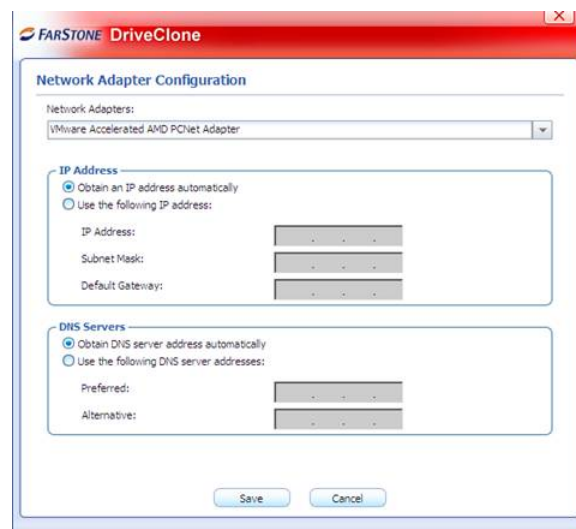 FARSTONE DriveClone
Network Adapter Configuration
Network Adapters:
VMware Accelerated AMD PCNet Adapter
IP Address
Obtain an IP address automatically
Use the following IP address:
IP Address:
Subnet Mask:
Default Gateway:
DNS Servers
Obtain DNS server address automatically
Use the following DNS server addresses:
Preferred:
Alternative:
Save Cancel